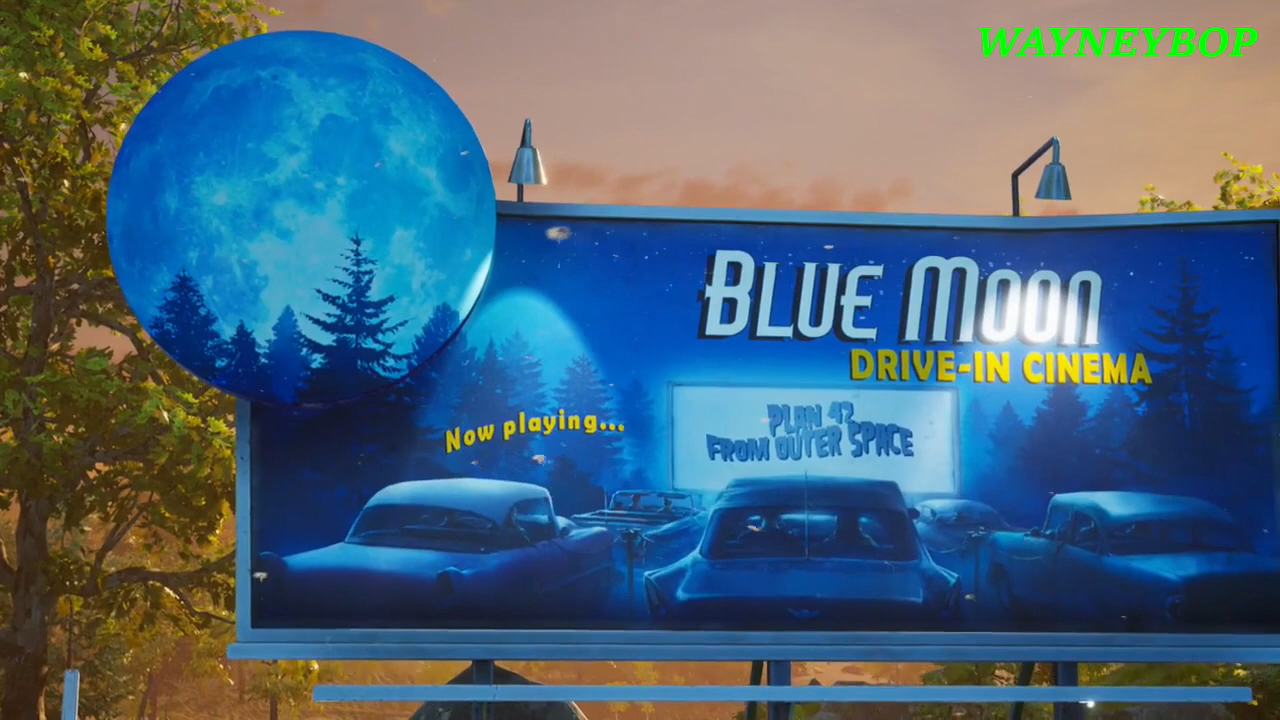 WAYNEYBOP
BLUE MOON
DRIVE-IN CINEMA
Now playing...
PLAN 42
FROM OUTER SPACE